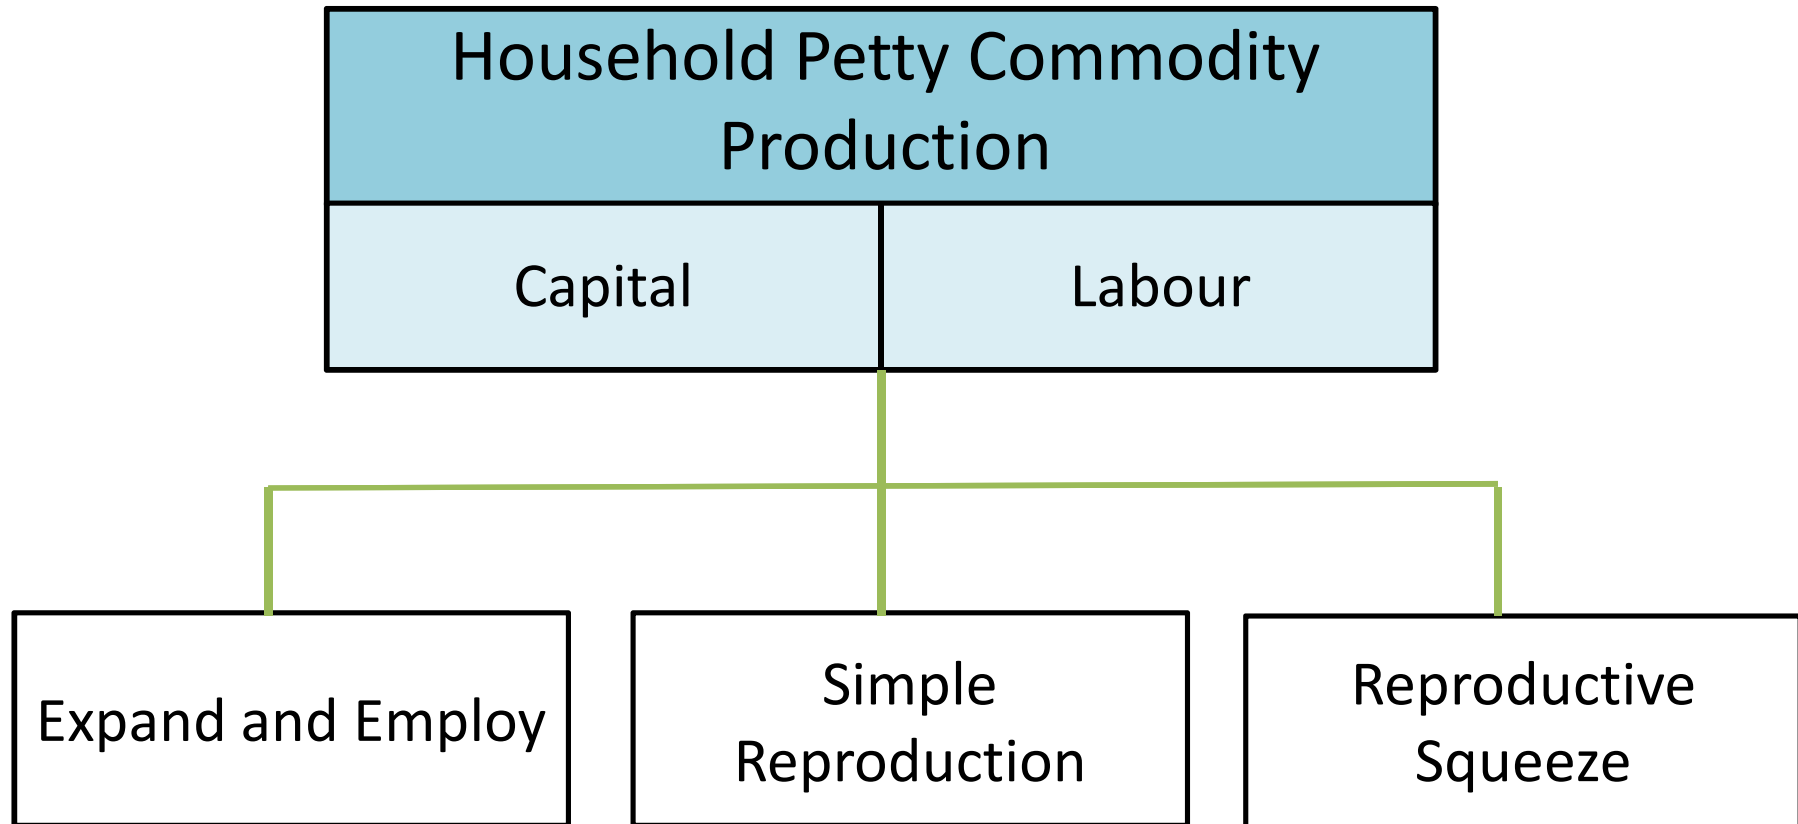 Household Petty Commodity
Production
Capital
Labour
Expand and Employ
Simple
Reproduction
Reproductive
Squeeze